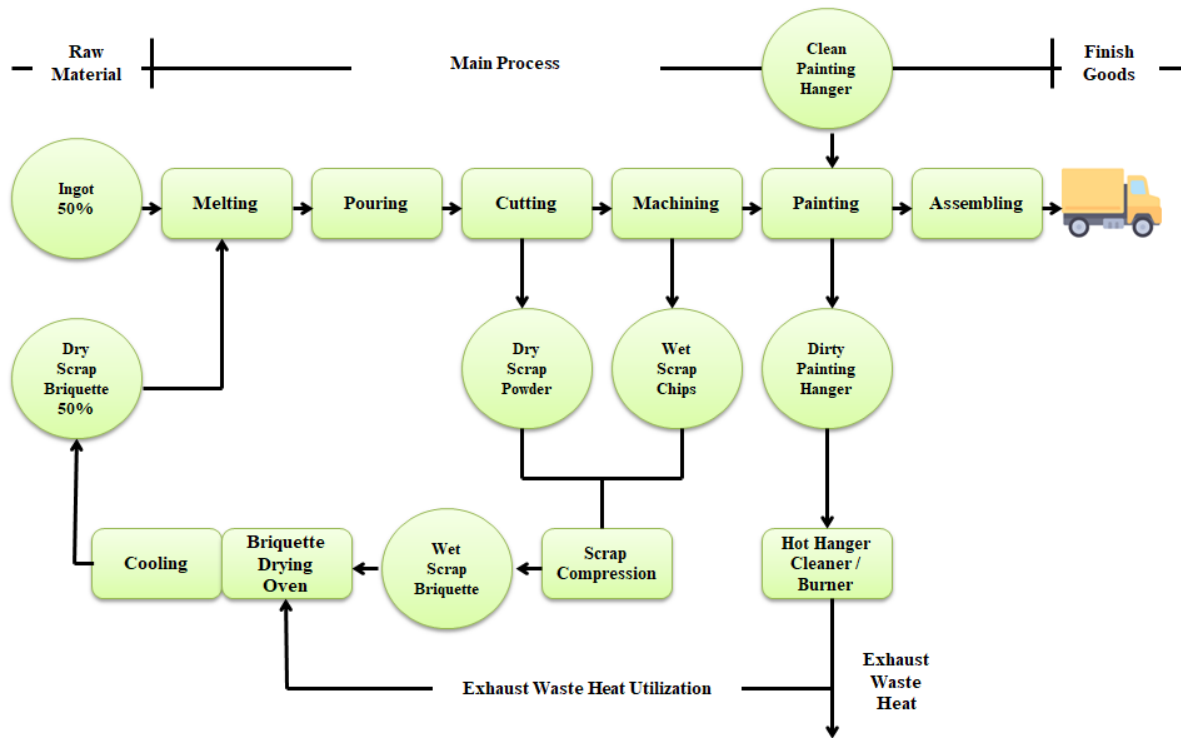 Raw
Material
Main Process
Clean
Painting
Hanger
Finish
Goods
Ingot
50%
Melting
Pouring
Cutting
Machining
Painting
Assembling
Dry
Scrap
Briquette
50%
Dry
Scrap
Powder
Wet
Scrap
Chips
Dirty
Painting
Hanger
Cooling
Briquette
Drying
Oven
Wet
Scrap
Briquette
Scrap
Compression
Hot Hanger
Cleaner /
Burner
Exhaust Waste Heat Utilization
Exhaust
Waste
Heat